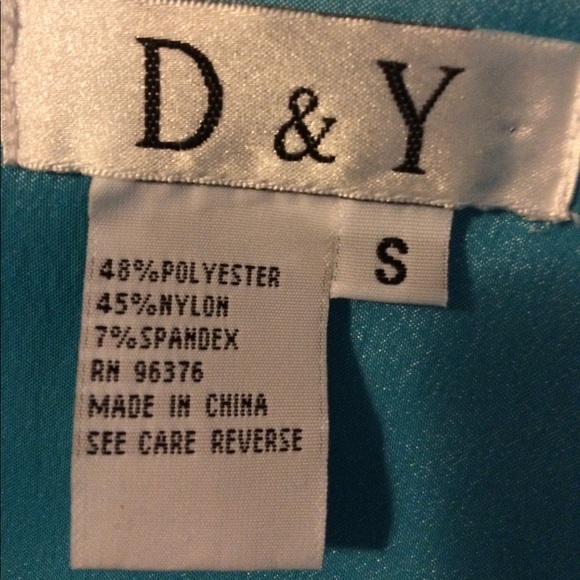 D & Y
S
48%POLYESTER
45%NYLON
7%SPANDEX
RN 96376
MADE IN CHINA
SEE CARE REVERSE